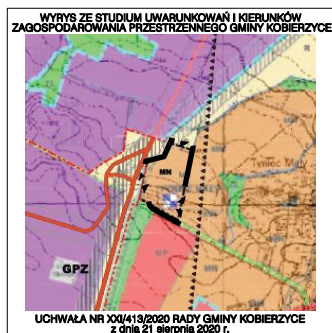 WYRYS ZE STUDIUM UWARUNKOWAŃ I KIERUNKÓW
ZAGOSPODAROWANIA PRZESTRZENNEGO GMINY KOBIERZYCE
R
Tyniec
MN
GPZ
UCHWAŁA NR XXI/413/2020 RADY GMINY KOBIERZYCE
z dnia 21 sierpnia 2020 r.